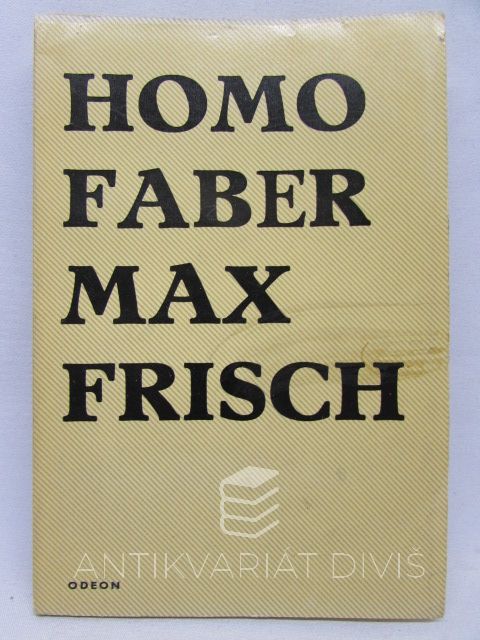 HOMO
FABER
MAX
FRISCH
ANTIKVARIÁT DIVIŠ
ODEON